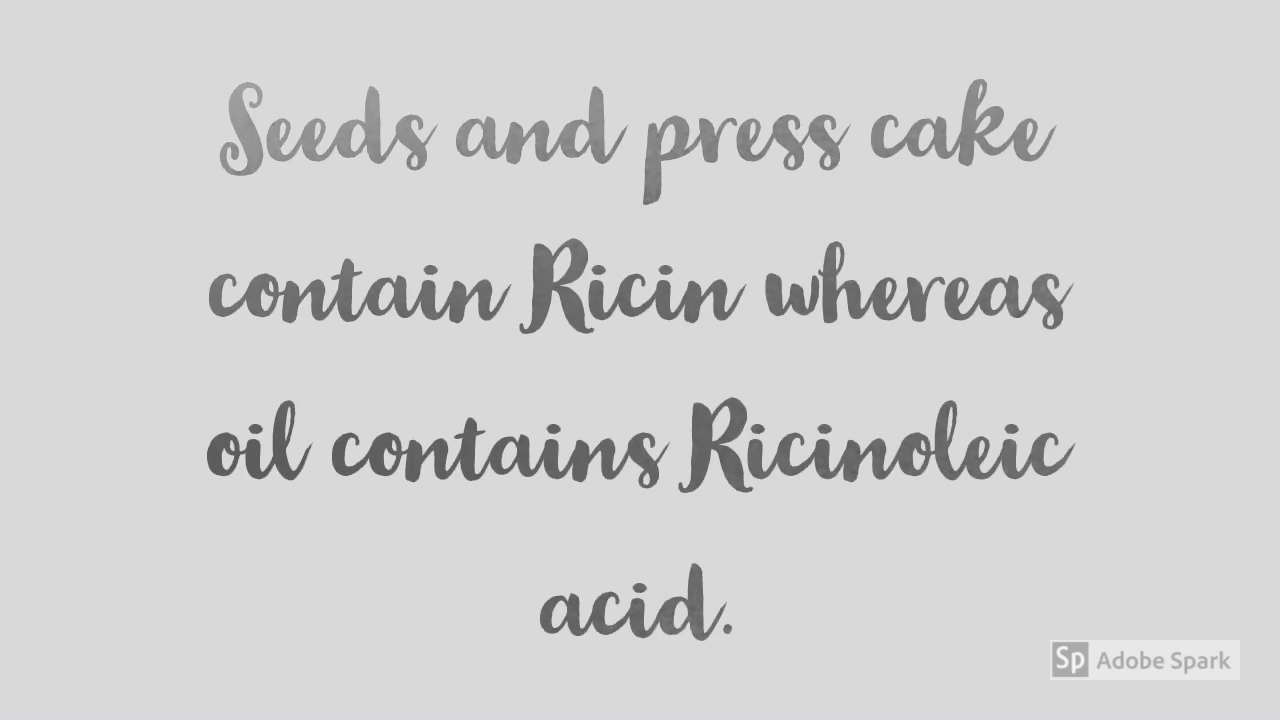 Seeds and press cake
contain Ricin whereas
oil contains Ricinoleic
acid.
Sp Adobe Spark